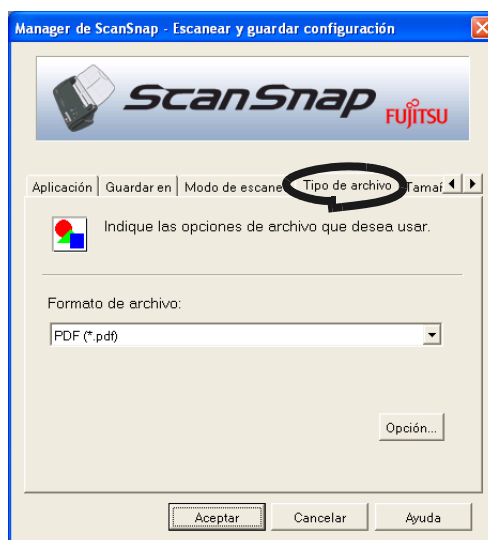 Manager de ScanSnap - Escanear y guardar configuración
ScanSnap
FUJITSU
Aplicación Guardar en Modo de escane Tipo de archivo Tamañ
Indique las opciones de archivo que desea usar.
Formato de archivo:
PDF (*.pdf)
Opción...
Aceptar Cancelar Ayuda